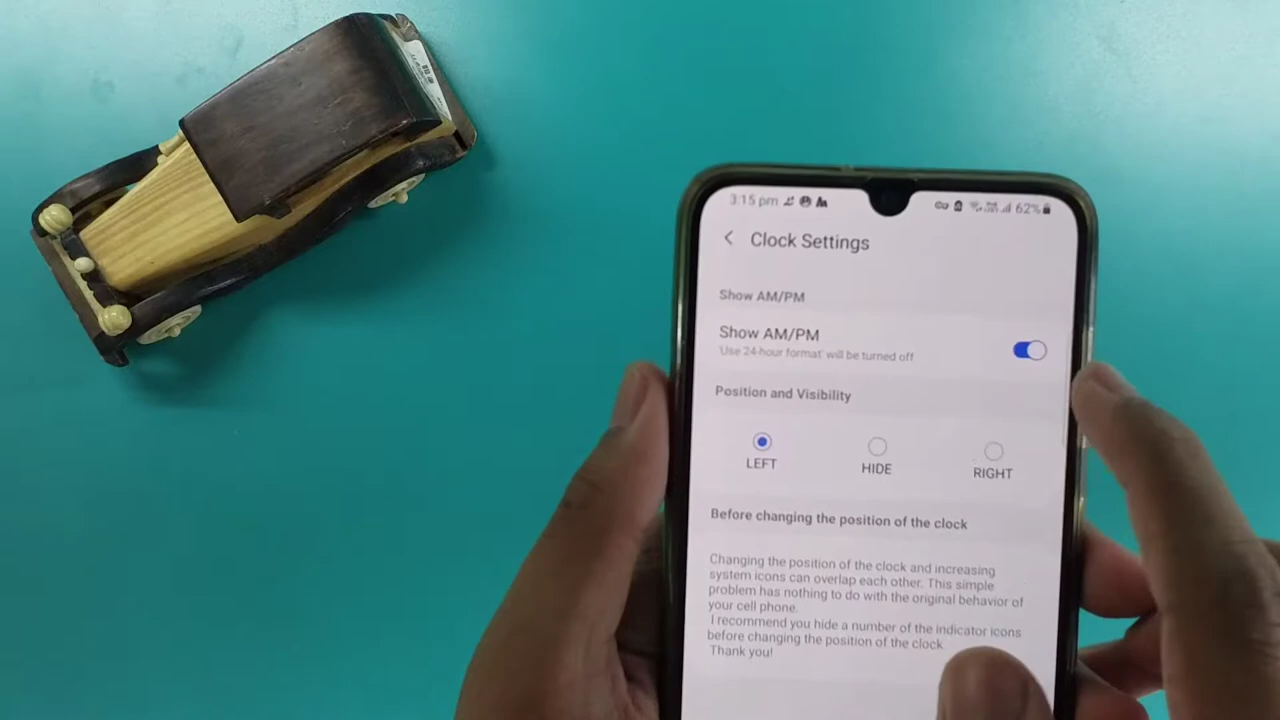 3:15 pm 62%
Clock Settings
Show AM/PM
Show AM/PM
'Use 24-hour format' will be turned off
Position and Visibility
LEFT HIDE RIGHT
Before changing the position of the clock
Changing the position of the clock and increasing
system icons can overlap each other. This simple
problem has nothing to do with the original behavior of
your cell phone.
I recommend you hide a number of the indicator icons
before changing the position of the clock.
Thank you!